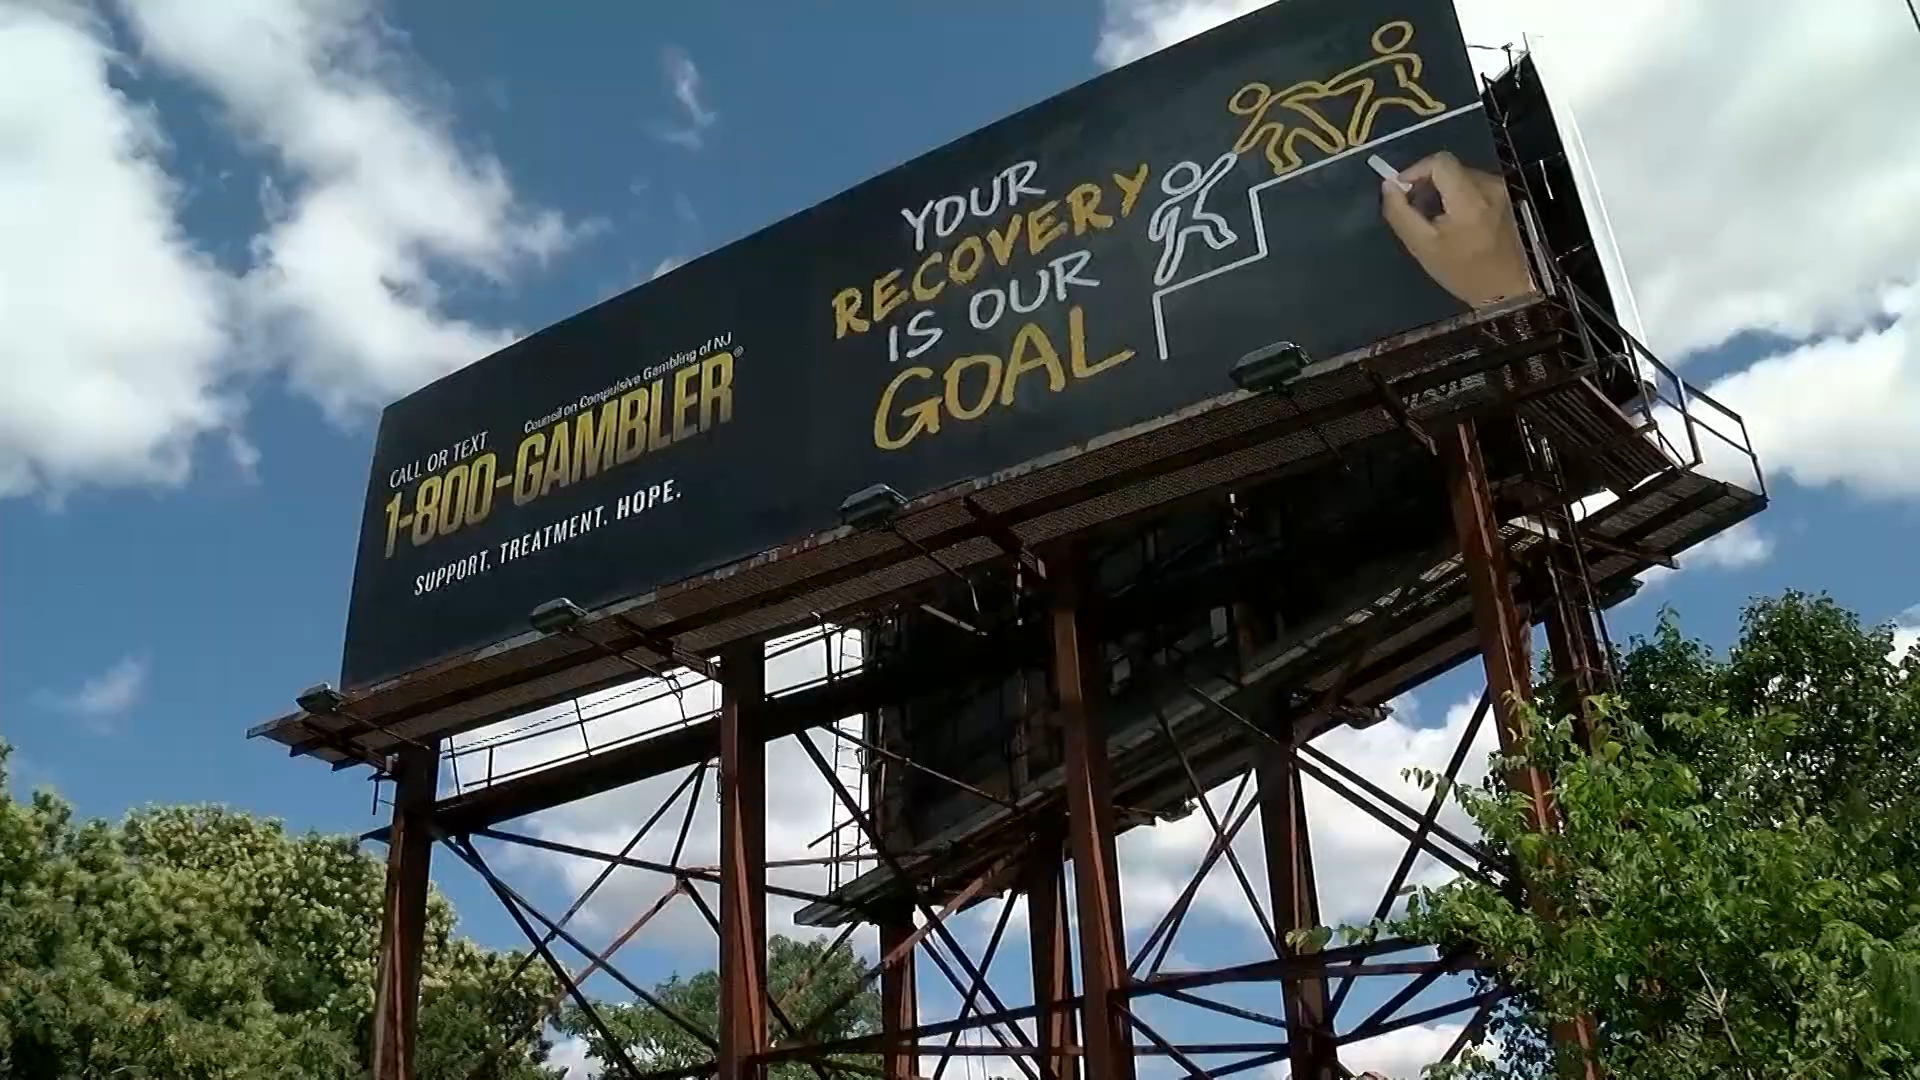 Council on Compulsive Gambling of NJ
CALL OR TEXT
1-800-GAMBLER®
SUPPORT. TREATMENT. HOPE.
YOUR
RECOVERY
IS OUR
GOAL